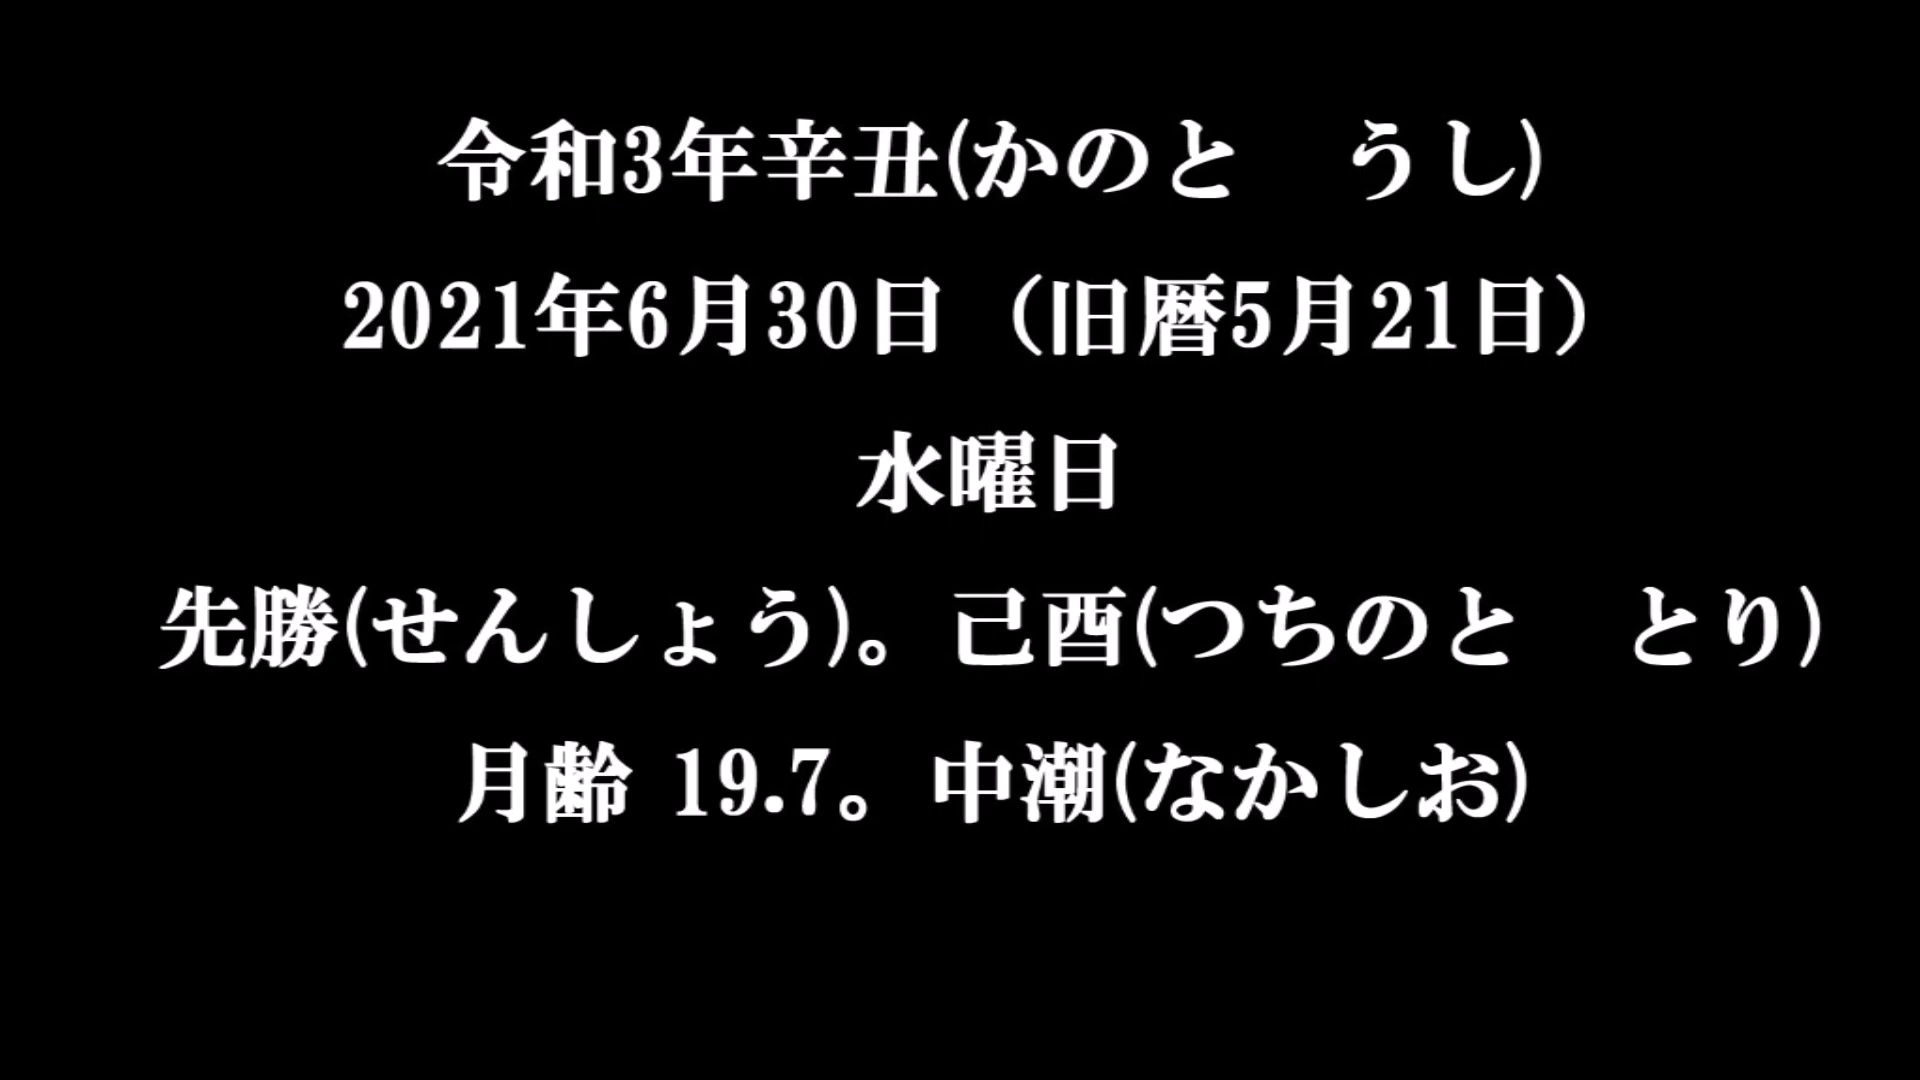 令和3年辛丑(かのと　うし)
2021年6月30日（旧暦5月21日）
水曜日
先勝(せんしょう)。己酉(つちのと　とり)
月齢 19.7。中潮(なかしお)